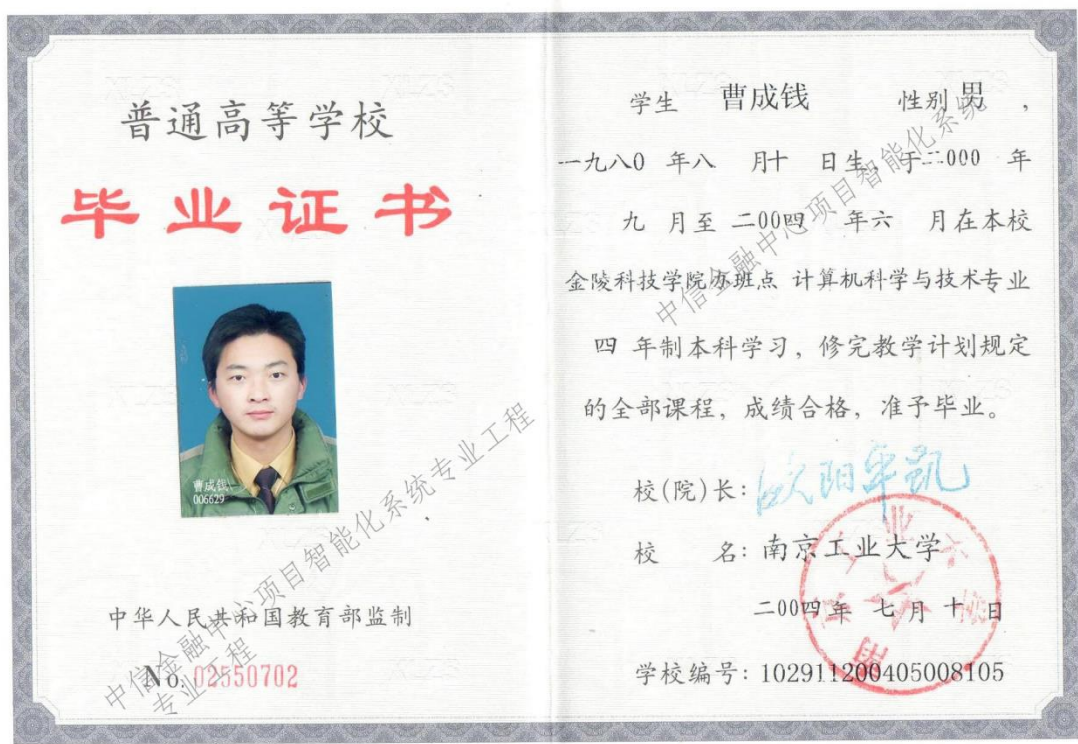 普通高等学校
毕业证书
曹成钱
006629
中华人民共和国教育部监制
No 02550702
学生 曹成钱 性别 男 ,
一九八0 年八 月十 日生, 于二000 年
九 月至 二00四 年六 月在本校
金陵科技学院办班点 计算机科学与技术专业
四 年制本科学习, 修完教学计划规定
的全部课程, 成绩合格, 准予毕业。
校(院)长: 欧阳平凯
校 名: 南京工业大学
二00四 年 七 月 十 日
学校编号: 102911200405008105
中信金融中心项目智能化系统专业工程
中信金融中心项目智能化系统
专业工程